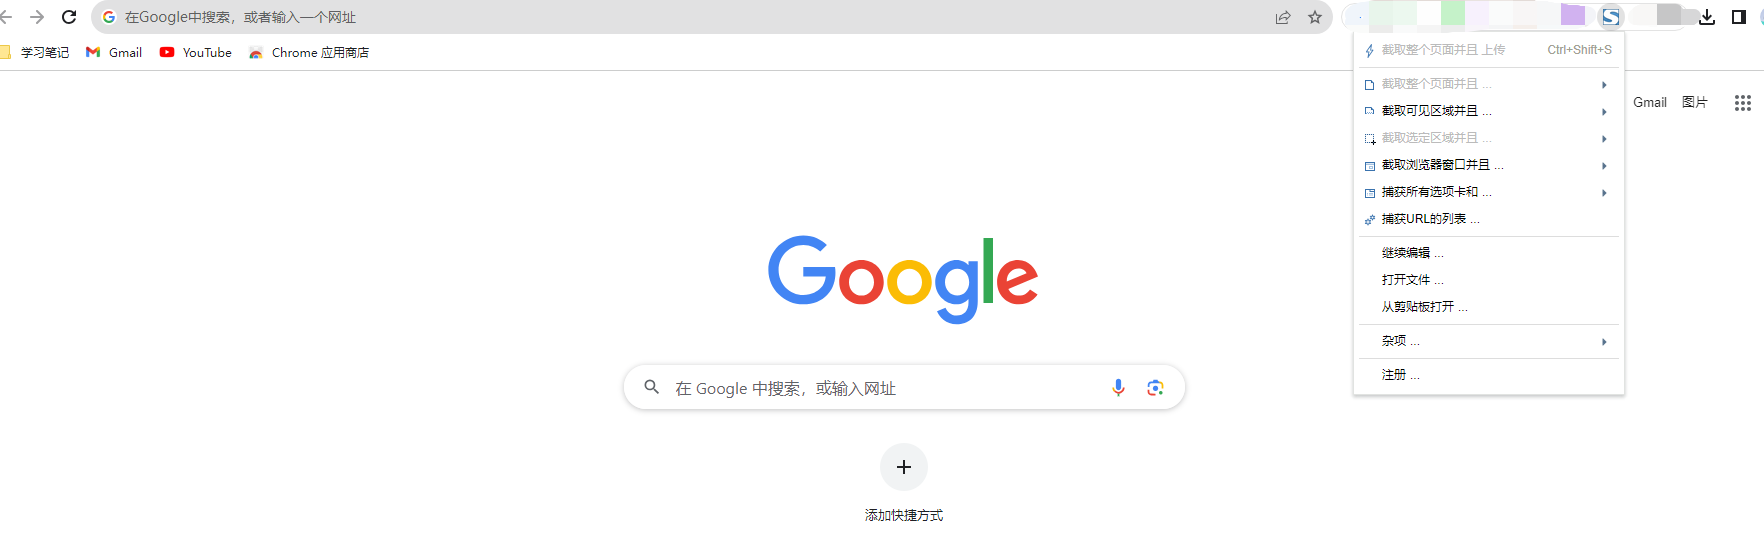 在Google中搜索，或者输入一个网址
学习笔记 Gmail YouTube Chrome 应用商店
截取整个页面并且 上传 Ctrl+Shift+S
截取整个页面并且 ...
截取可见区域并且 ...
截取选定区域并且 ...
截取浏览器窗口并且 ...
捕获所有选项卡和 ...
捕获URL的列表 ...
继续编辑 ...
打开文件 ...
从剪贴板打开 ...
杂项 ...
注册 ...
Gmail 图片
Google
在 Google 中搜索，或输入网址
添加快捷方式